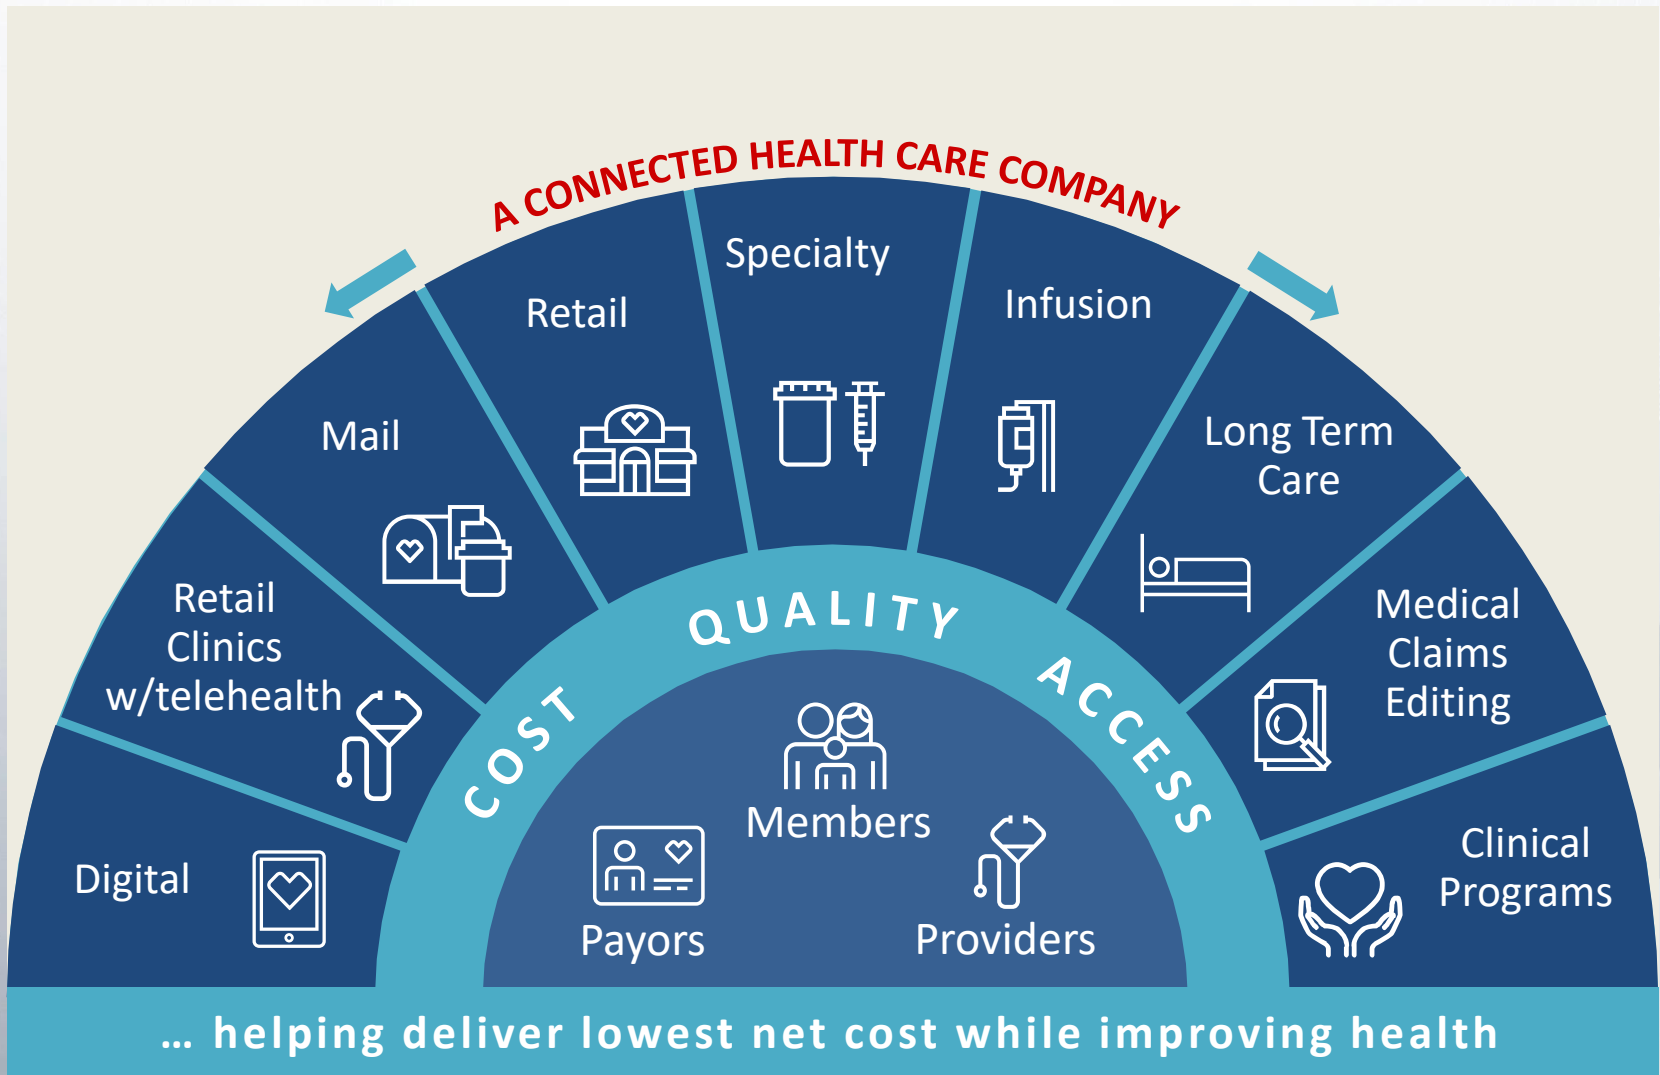 A CONNECTED HEALTH CARE COMPANY
Digital
Retail
Clinics
w/telehealth
Mail
Retail
Specialty
Infusion
Long Term
Care
Medical
Claims
Editing
Clinical
Programs
COST
QUALITY
ACCESS
Members
Payors
Providers
... helping deliver lowest net cost while improving health